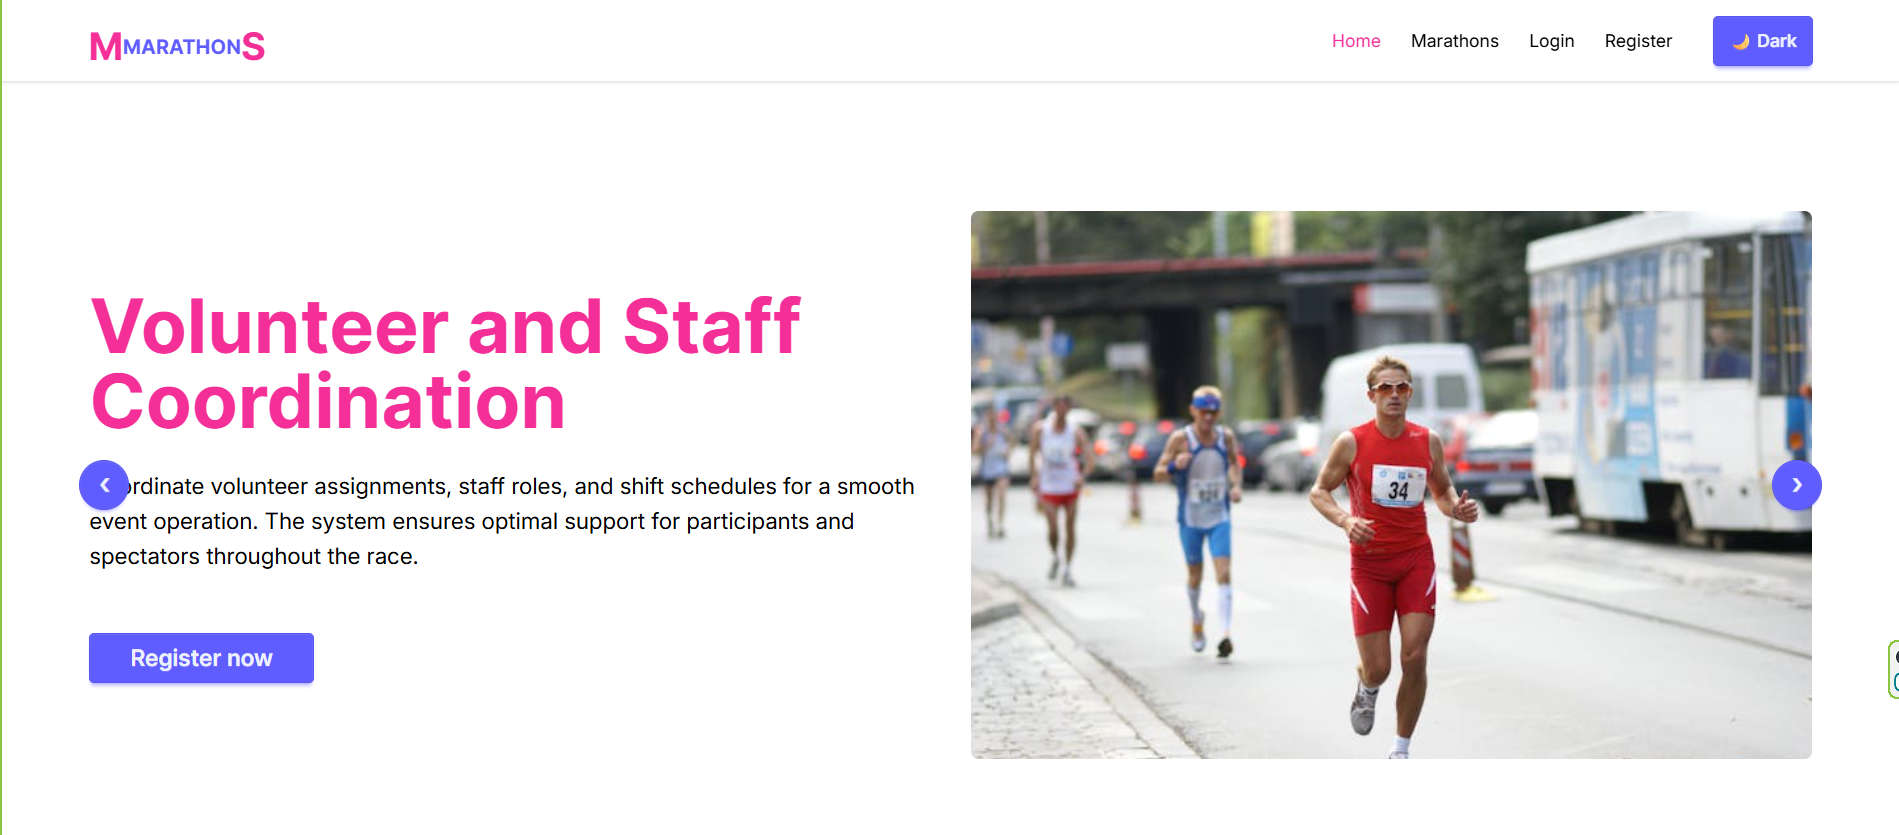 MMARATHONS
Home Marathons Login Register 🌙 Dark
Volunteer and Staff
Coordination
‹ rdinate volunteer assignments, staff roles, and shift schedules for a smooth ›
event operation. The system ensures optimal support for participants and
spectators throughout the race.
Register now
34